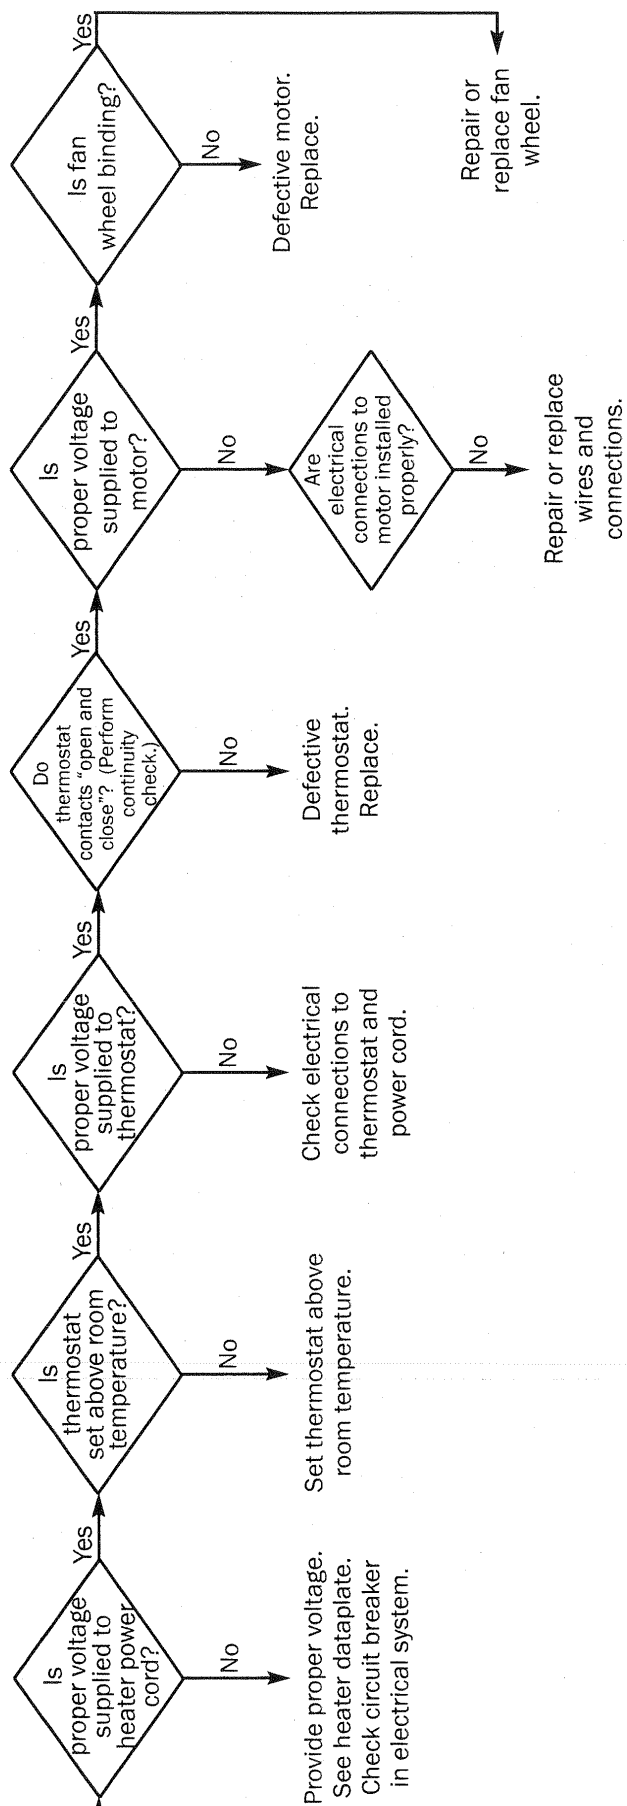 Is
proper voltage
supplied to
heater power
cord?
Yes
No
Provide proper voltage.
See heater dataplate.
Check circuit breaker
in electrical system.
Is
thermostat
set above room
temperature?
Yes
No
Set thermostat above
room temperature.
Is
proper voltage
supplied to
thermostat?
Yes
No
Check electrical
connections to
thermostat and
power cord.
Do
thermostat
contacts “open and
close”? (Perform
continuity
check.)
Yes
No
Defective
thermostat.
Replace.
Is
proper voltage
supplied to
motor?
Yes
No
Are
electrical
connections to
motor installed
properly?
No
Repair or replace
wires and
connections.
Is fan
wheel binding?
Yes
No
Defective motor.
Replace.
Repair or
replace fan
wheel.